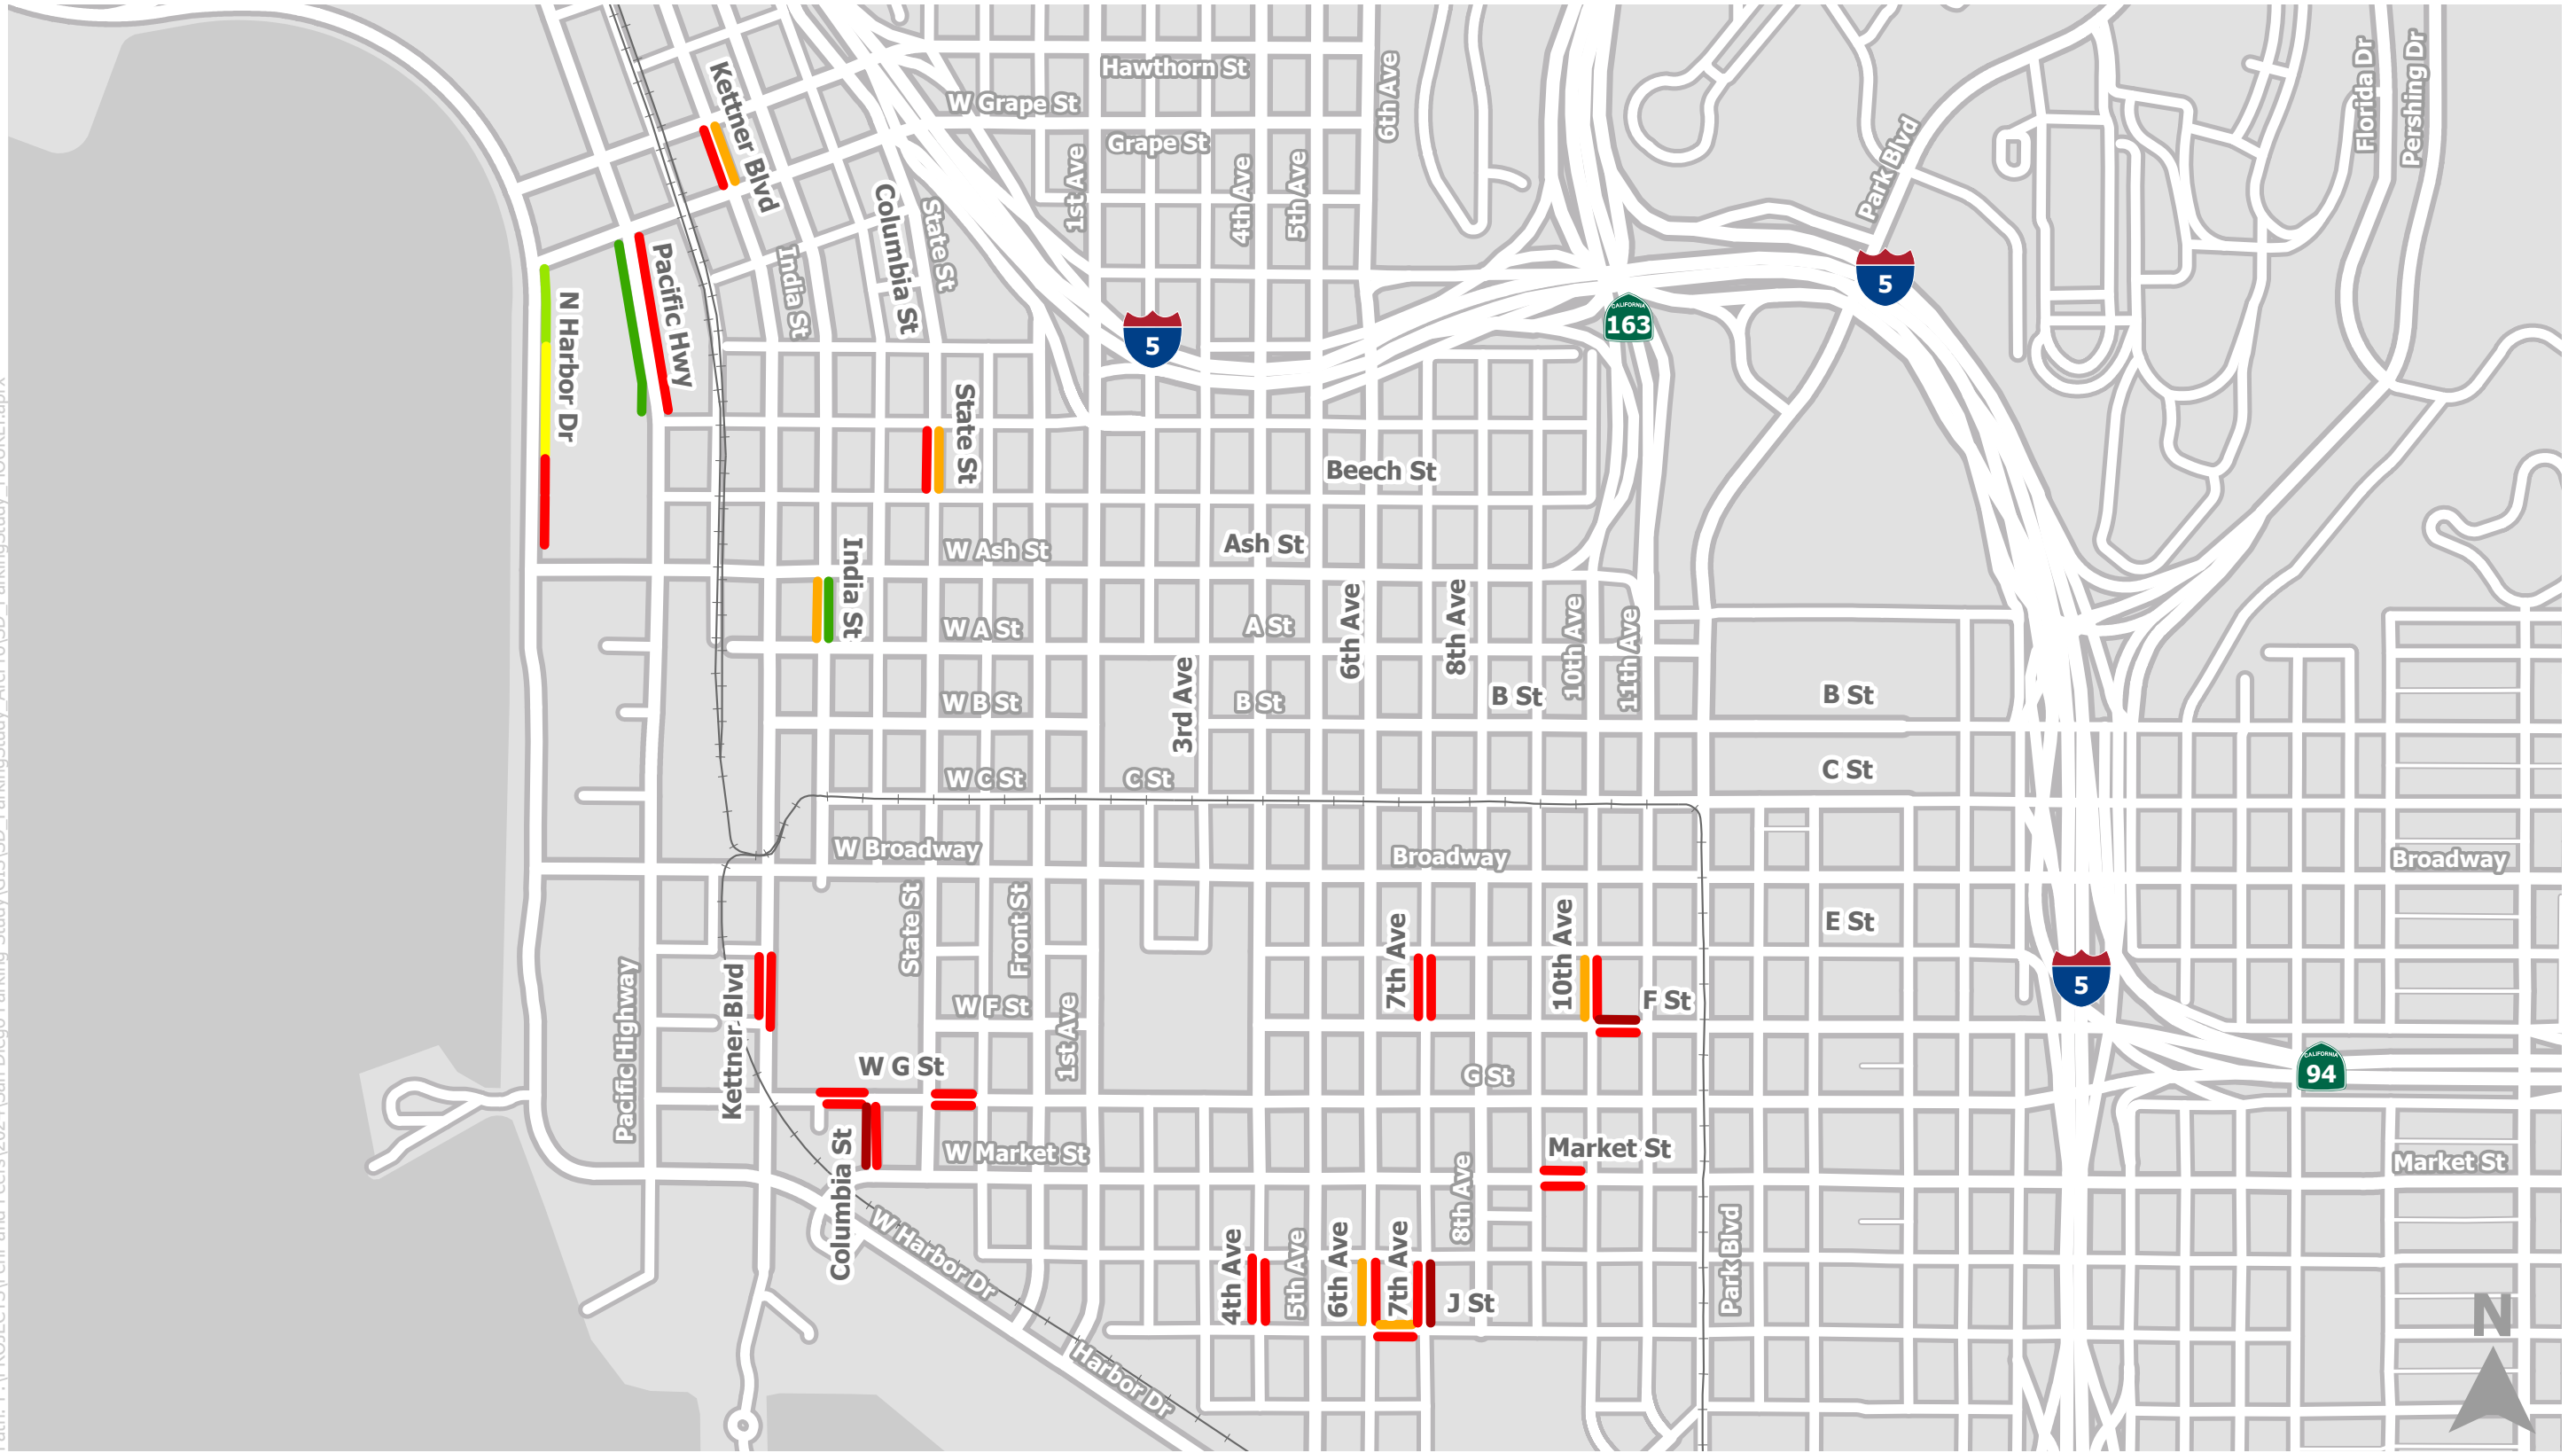 Hawthorn St
W Grape St
Grape St
Kettner Blvd
6th Ave
1st Ave
4th Ave
5th Ave
Park Blvd
Florida Dr
Pershing Dr
Columbia St
State St
India St
Pacific Hwy
N Harbor Dr
5
CALIFORNIA
163
5
State St
Beech St
India St
W Ash St
Ash St
W A St
A St
6th Ave
8th Ave
10th Ave
11th Ave
3rd Ave
W B St
B St
B St
B St
W C St
C St
C St
W Broadway
Broadway
Broadway
State St
Front St
7th Ave
10th Ave
E St
Pacific Highway
Kettner Blvd
W F St
1st Ave
F St
5
W G St
G St
CALIFORNIA
94
Columbia St
W Market St
Market St
Market St
8th Ave
W Harbor Dr
4th Ave
5th Ave
6th Ave
7th Ave
J St
Park Blvd
Harbor Dr
N